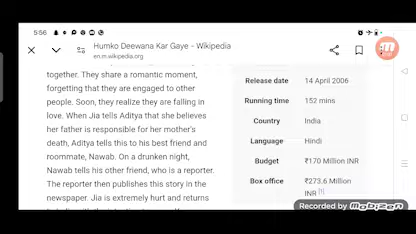 5:56
Humko Deewana Kar Gaye - Wikipedia
en.m.wikipedia.org
together. They share a romantic moment,
forgetting that they are engaged to other
people. Soon, they realize they are falling in
love. When Jia tells Aditya that she believes
her father is responsible for her mother's
death, Aditya tells this to his best friend and
roommate, Nawab. On a drunken night,
Nawab tells his other friend, who is a reporter.
The reporter then publishes this story in the
newspaper. Jia is extremely hurt and returns
Release date 14 April 2006
Running time 152 mins
Country India
Language Hindi
Budget ₹170 Million INR
Box office ₹273.6 Million
INR [1]
Recorded by mobizen